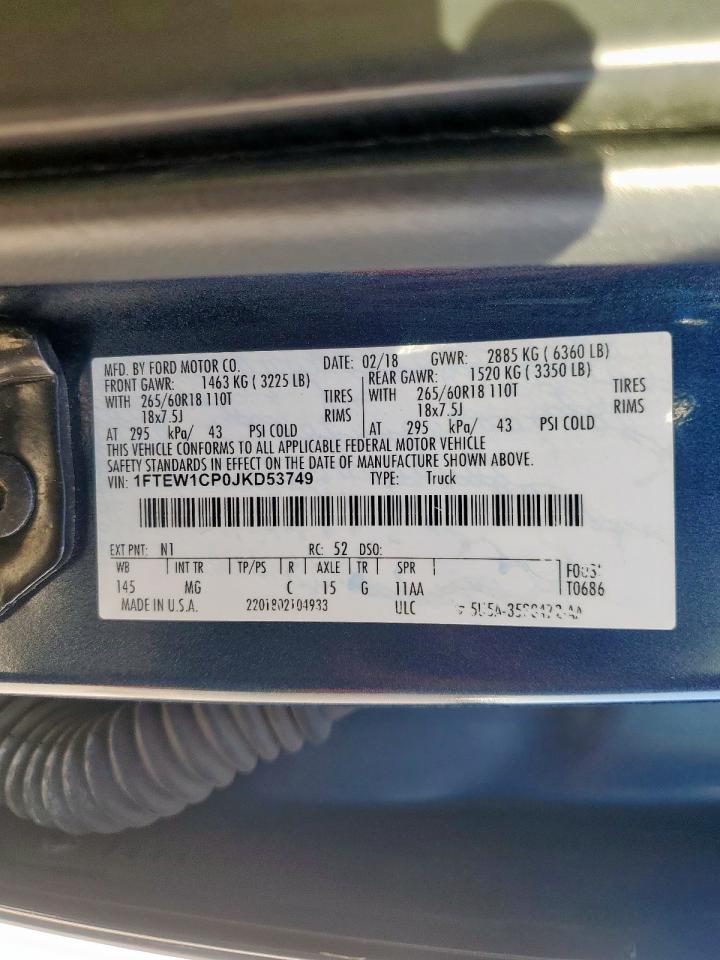 MFD. BY FORD MOTOR CO. DATE: 02/18 GVWR: 2885 KG ( 6360 LB)
FRONT GAWR: 1463 KG ( 3225 LB) REAR GAWR: 1520 KG ( 3350 LB)
WITH 265/60R18 110T TIRES WITH 265/60R18 110T TIRES
18x7.5J RIMS 18x7.5J RIMS
AT 295 kPa/ 43 PSI COLD AT 295 kPa/ 43 PSI COLD
THIS VEHICLE CONFORMS TO ALL APPLICABLE FEDERAL MOTOR VEHICLE
SAFETY STANDARDS IN EFFECT ON THE DATE OF MANUFACTURE SHOWN ABOVE.
VIN: 1FTEW1CP0JKD53749 TYPE: Truck
EXT PNT: N1 RC: 52 DSO:
WB INT TR TP/PS R AXLE TR SPR
145 MG C 15 G 11AA T0686
MADE IN U.S.A. 2201802104933 ULC